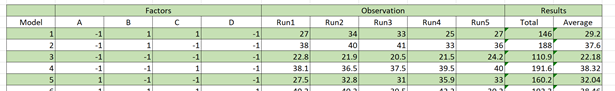 Factors Observation Results
Model A B C D Run1 Run2 Run3 Run4 Run5 Total Average
1 -1 1 1 -1 27 34 33 25 27 146 29.2
2 -1 1 -1 -1 38 40 41 33 36 188 37.6
3 -1 -1 -1 -1 22.8 21.9 20.5 21.5 24.2 110.9 22.18
4 -1 -1 1 -1 38.1 36.5 37.5 39.5 40 191.6 38.32
5 1 -1 -1 -1 27.5 32.8 31 35.9 33 160.2 32.04